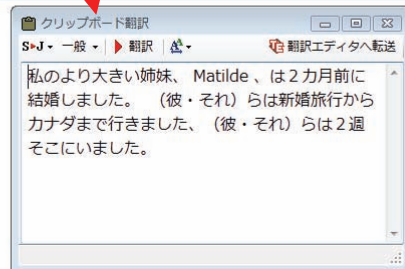 クリップボード翻訳
S▶J 一般 翻訳 A 翻訳エディタへ転送
私のより大きい姉妹、 Matilde 、は2カ月前に
結婚しました。 （彼・それ）らは新婚旅行から
カナダまで行きました、（彼・それ）らは2週
そこにいました。